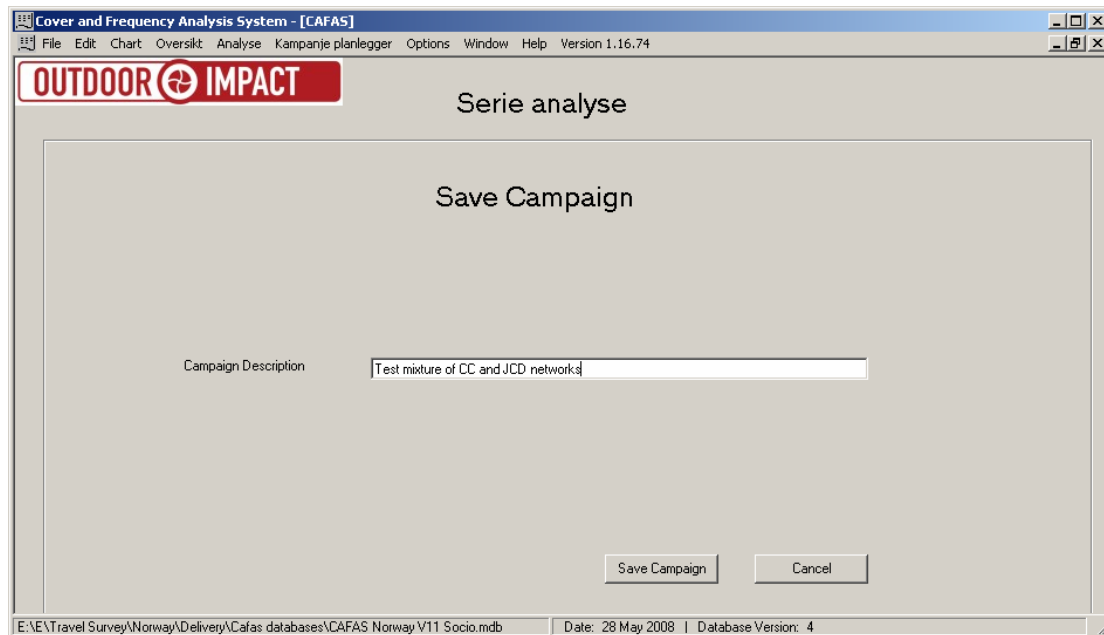 Cover and Frequency Analysis System - [CAFAS]
File Edit Chart Oversikt Analyse Kampanje planlegger Options Window Help Version 1.16.74
OUTDOOR IMPACT
Serie analyse
Save Campaign
Campaign Description Test mixture of CC and JCD networks
Save Campaign Cancel
E:\E\Travel Survey\Norway\Delivery\Cafas databases\CAFAS Norway V11 Socio.mdb Date: 28 May 2008 | Database Version: 4